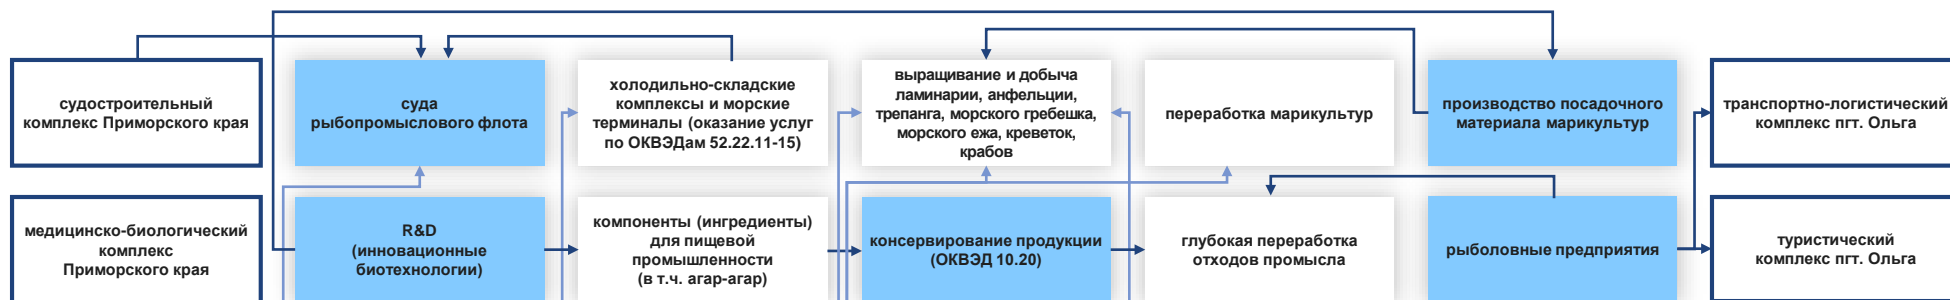 судостроительный
комплекс Приморского края
суда
рыбопромыслового флота
холодильно-складские
комплексы и морские
терминалы (оказание услуг
по ОКВЭДам 52.22.11-15)
выращивание и добыча
ламинарии, анфельции,
трепанга, морского гребешка,
морского ежа, креветок,
крабов
переработка марикультур
производство посадочного
материала марикультур
транспортно-логистический
комплекс пгт. Ольга
медицинско-биологический
комплекс
Приморского края
R&D
(инновационные
биотехнологии)
компоненты (ингредиенты)
для пищевой
промышленности
(в т.ч. агар-агар)
консервирование продукции
(ОКВЭД 10.20)
глубокая переработка
отходов промысла
рыболовные предприятия
туристический
комплекс пгт. Ольга